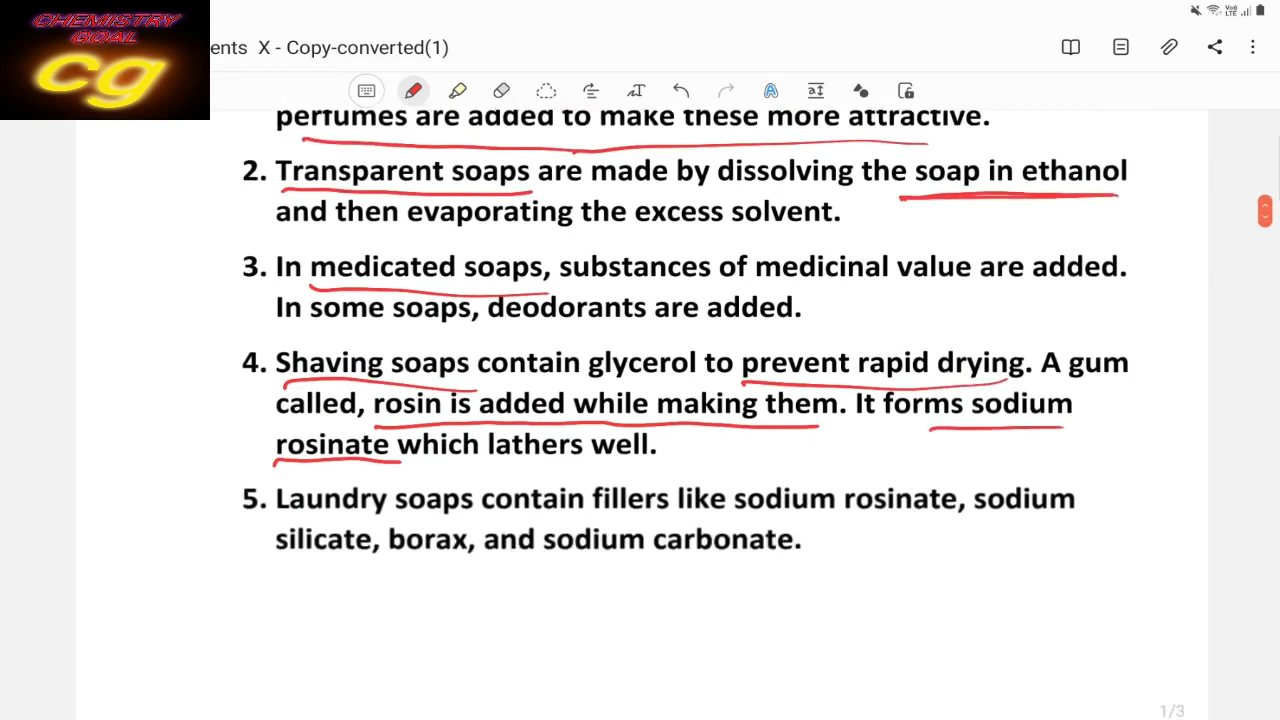 CHEMISTRY
GOAL
cg
ents X - Copy-converted(1)
perfumes are added to make these more attractive.
2. Transparent soaps are made by dissolving the soap in ethanol
and then evaporating the excess solvent.
3. In medicated soaps, substances of medicinal value are added.
In some soaps, deodorants are added.
4. Shaving soaps contain glycerol to prevent rapid drying. A gum
called, rosin is added while making them. It forms sodium
rosinate which lathers well.
5. Laundry soaps contain fillers like sodium rosinate, sodium
silicate, borax, and sodium carbonate.
1/3